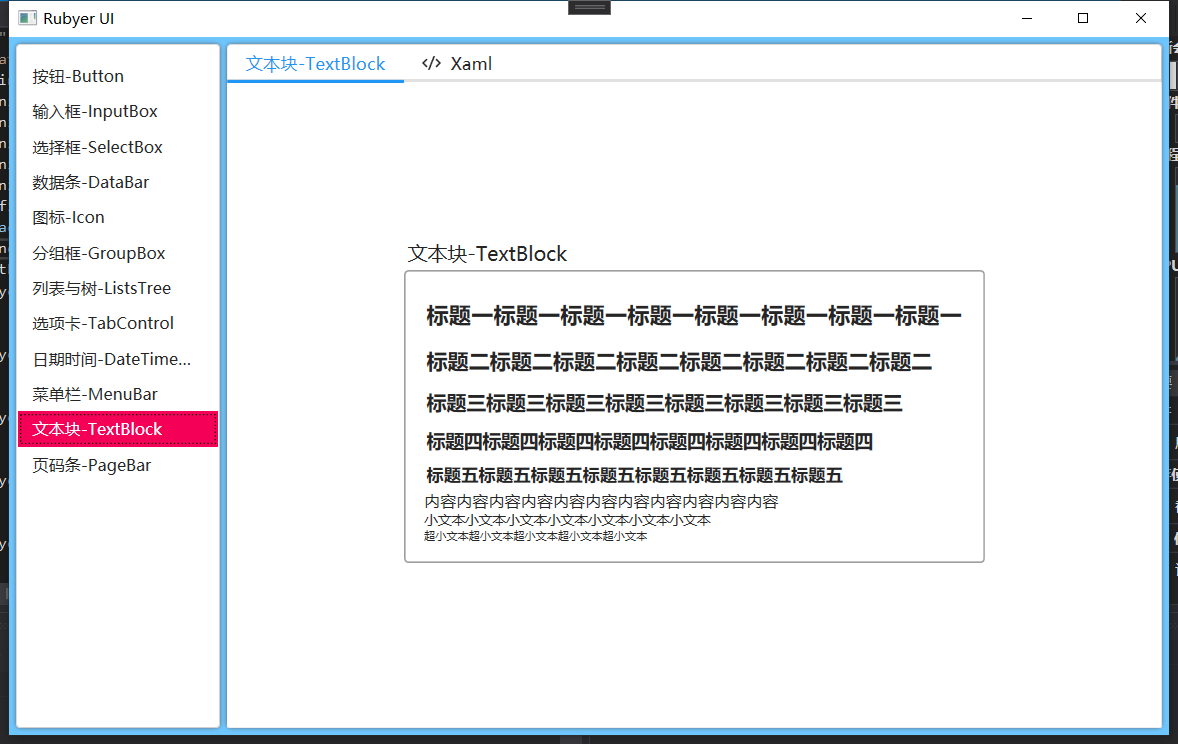 Rubyer UI
按钮-Button
输入框-InputBox
选择框-SelectBox
数据条-DataBar
图标-Icon
分组框-GroupBox
列表与树-ListsTree
选项卡-TabControl
日期时间-DateTime...
菜单栏-MenuBar
文本块-TextBlock
页码条-PageBar
文本块-TextBlock
</> Xaml
文本块-TextBlock
标题一标题一标题一标题一标题一标题一标题一标题一
标题二标题二标题二标题二标题二标题二标题二标题二
标题三标题三标题三标题三标题三标题三标题三标题三
标题四标题四标题四标题四标题四标题四标题四标题四
标题五标题五标题五标题五标题五标题五标题五标题五
内容内容内容内容内容内容内容内容内容内容内容
小文本小文本小文本小文本小文本小文本小文本
超小文本超小文本超小文本超小文本超小文本